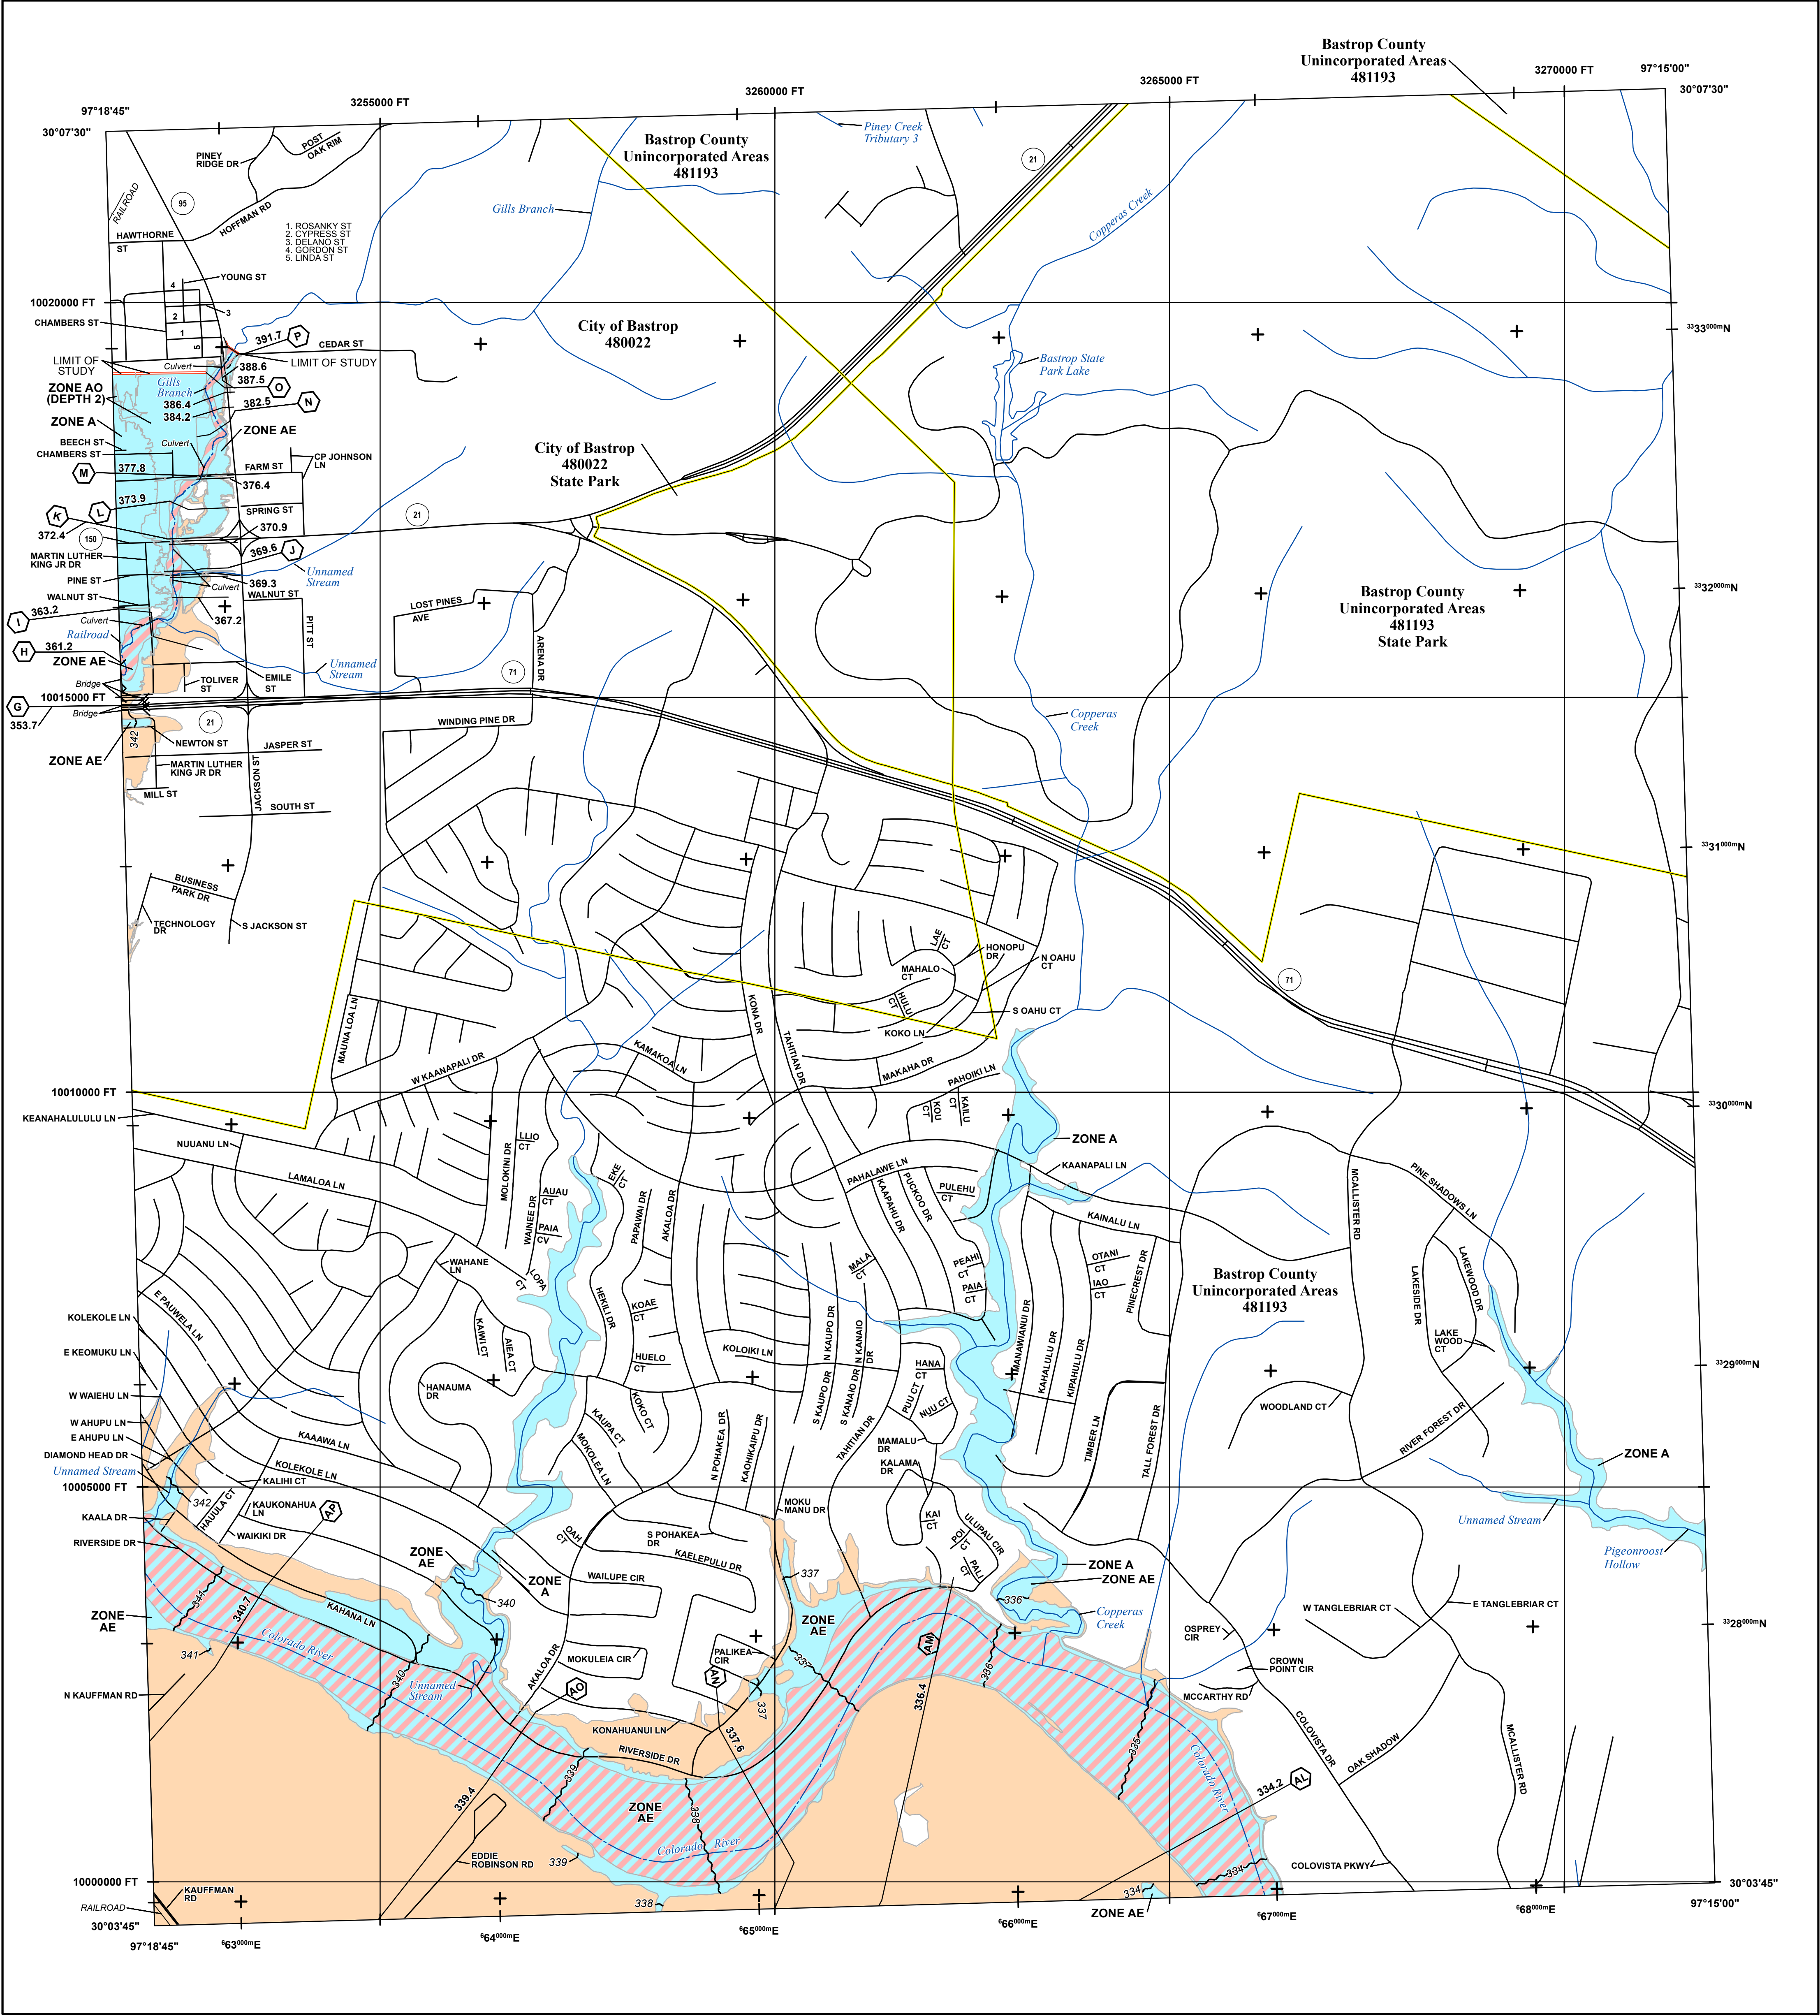 Bastrop County
Unincorporated Areas
481193
3270000 FT
97°15'00"
3265000 FT
30°07'30"
3260000 FT
3255000 FT
97°18'45"
30°07'30"
POST
OAK RIM
PINEY
RIDGE DR
Bastrop County
Unincorporated Areas
481193
Piney Creek
Tributary 3
21
RAILROAD
95
HOFFMAN RD
Gills Branch
Copperas Creek
HAWTHORNE
ST
1. ROSANKY ST
2. CYPRESS ST
3. DELANO ST
4. GORDON ST
5. LINDA ST
YOUNG ST
4
10020000 FT
3
2
CHAMBERS ST
1
5
City of Bastrop
480022
3333000mN
391.7
P
CEDAR ST
LIMIT OF
STUDY
LIMIT OF STUDY
Culvert
388.6
Bastrop State
Park Lake
Gills
Branch
387.5
O
ZONE AO
(DEPTH 2)
386.4
384.2
382.5
N
ZONE A
ZONE AE
BEECH ST
CHAMBERS ST
Culvert
City of Bastrop
480022
State Park
M
377.8
FARM ST
CP JOHNSON
LN
376.4
373.9
L
SPRING ST
K
21
372.4
370.9
150
369.6
J
MARTIN LUTHER
KING JR DR
Unnamed
Stream
PINE ST
369.3
Culvert
WALNUT ST
WALNUT ST
3332000mN
Bastrop County
Unincorporated Areas
481193
State Park
LOST PINES
AVE
I
363.2
Culvert
367.2
PITT ST
Railroad
ARENA DR
H
361.2
ZONE AE
Unnamed
Stream
71
Bridge
TOLIVER
ST
EMILE
ST
10015000 FT
G
353.7
Bridge
21
WINDING PINE DR
Copperas
Creek
342
NEWTON ST
JASPER ST
ZONE AE
MARTIN LUTHER
KING JR DR
JACKSON ST
MILL ST
SOUTH ST
3331000mN
BUSINESS
PARK DR
TECHNOLOGY
DR
S JACKSON ST
LAE
CT
HONOPU
DR
N OAHU
CT
MAHALO
CT
71
HULU
CT
S OAHU CT
KONA DR
KOKO LN
MAUNA LOA LN
TAHITIAN DR
KAMAKOA LN
W KAANAPALI DR
MAKAHA DR
PAHOIKI LN
10010000 FT
3330000mN
KOU
CT
KAILU
CT
KEANAHALULULU LN
NUUANU LN
LLIO
CT
ZONE A
LAMALOA LN
MOLOKINI DR
EKE
CT
PAHALAWE LN
KAANAPALI LN
PINE SHADOWS LN
AUAU
CT
WAINEE DR
PAPAWAI DR
AKALOA DR
KAAPAHU DR
PUCKOO DR
PULEHU
CT
MCALLISTER RD
PAIA
CV
KAINALU LN
WAHANE
LN
LOPA
CT
MALA
CT
PEAHI
CT
OTANI
CT
IAO
CT
PINECREST DR
Bastrop County
Unincorporated Areas
481193
LAKESIDE DR
LAKEWOOD DR
PAIA
CT
E PAUWELA LN
HEKILI DR
KOAE
CT
KOLEKOLE LN
KAIWI CT
AIEA CT
KOLOIKI LN
N KAUPO DR
N KANAIO
DR
MANAWIANUI DR
KAHALULU DR
KIPAHULU DR
LAKE
WOOD
CT
E KEOMUKU LN
HUELO
CT
HANA
CT
3329000mN
W WAIEHU LN
HANAUMA
DR
KOKO CT
S KAUPO DR
S KANAIO DR
PUU CT
NUU CT
WOODLAND CT
W AHUPU LN
E AHUPU LN
KAAAWA LN
KAUPA CT
N POHAKEA DR
KAOHIKAIPU DR
TAHITIAN DR
MAMALU
DR
TIMBER LN
TALL FOREST DR
RIVER FOREST DR
DIAMOND HEAD DR
MOKOLEA LN
ZONE A
Unnamed Stream
KOLEKOLE LN
KALAMA
DR
10005000 FT
KALIHI CT
342
HAUULA CT
KAUKONAHUA
LN
AP
MOKU
MANU DR
KAI
CT
ULUPAU CIR
Unnamed Stream
KAALA DR
WAIKIKI DR
OAH
CT
S POHAKEA
DR
POI
CT
RIVERSIDE DR
ZONE
AE
KAELEPULU DR
PALI
Pigeonroost
Hollow
ZONE A
ZONE
A
WAILUPE CIR
337
ZONE AE
341
340.7
340
336
ZONE
AE
KAHANA LN
ZONE
AE
Copperas
Creek
W TANGLEBRIAR CT
E TANGLEBRIAR CT
3328000mN
Colorado River
OSPREY
CIR
341
MOKULEIA CIR
PALIKEA
CIR
AM
340
337
336
CROWN
POINT CIR
N KAUFFMAN RD
Unnamed
Stream
AKALOA DR
AO
AN
337
336.4
MCCARTHY RD
KONAHUANUI LN
337.6
COLOVISTA DR
RIVERSIDE DR
335
Colorado River
MCALLISTER RD
OAK SHADOW
339
339.4
334.2
AL
ZONE
AE
338
Colorado River
EDDIE
ROBINSON RD
339
334
COLOVISTA PKWY
10000000 FT
KAUFFMAN
RD
334
30°03'45"
RAILROAD
338
ZONE AE
97°15'00"
30°03'45"
668000mE
667000mE
666000mE
665000mE
664000mE
97°18'45"
663000mE